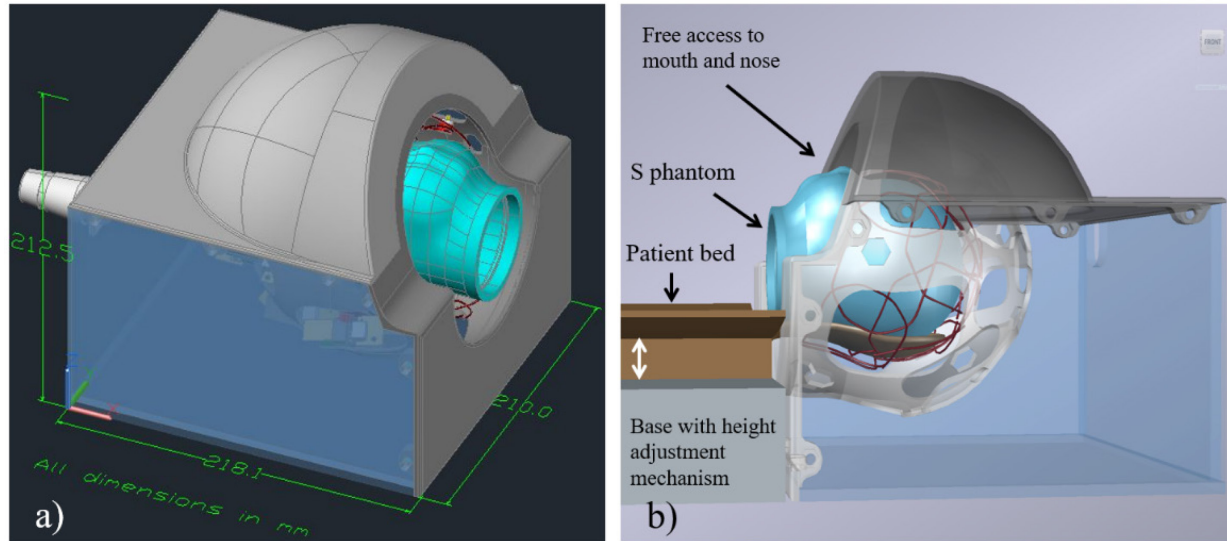 212.5
218.1
210.0
All dimensions in mm
a)
Free access to
mouth and nose
S phantom
Patient bed
Base with height
adjustment
mechanism
FRONT
b)